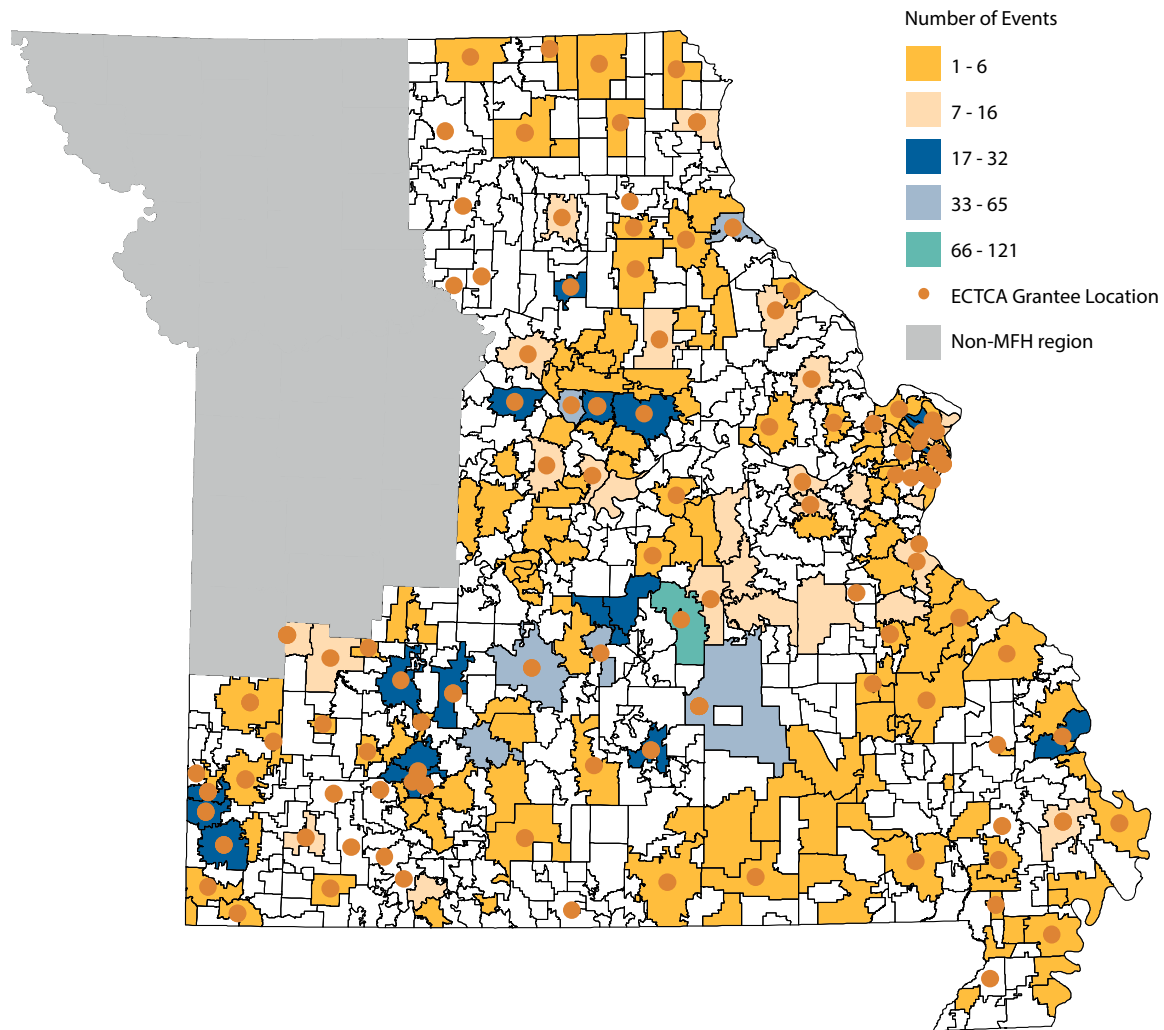 Number of Events
1 - 6
7 - 16
17 - 32
33 - 65
66 - 121
ECTCA Grantee Location
Non-MFH region